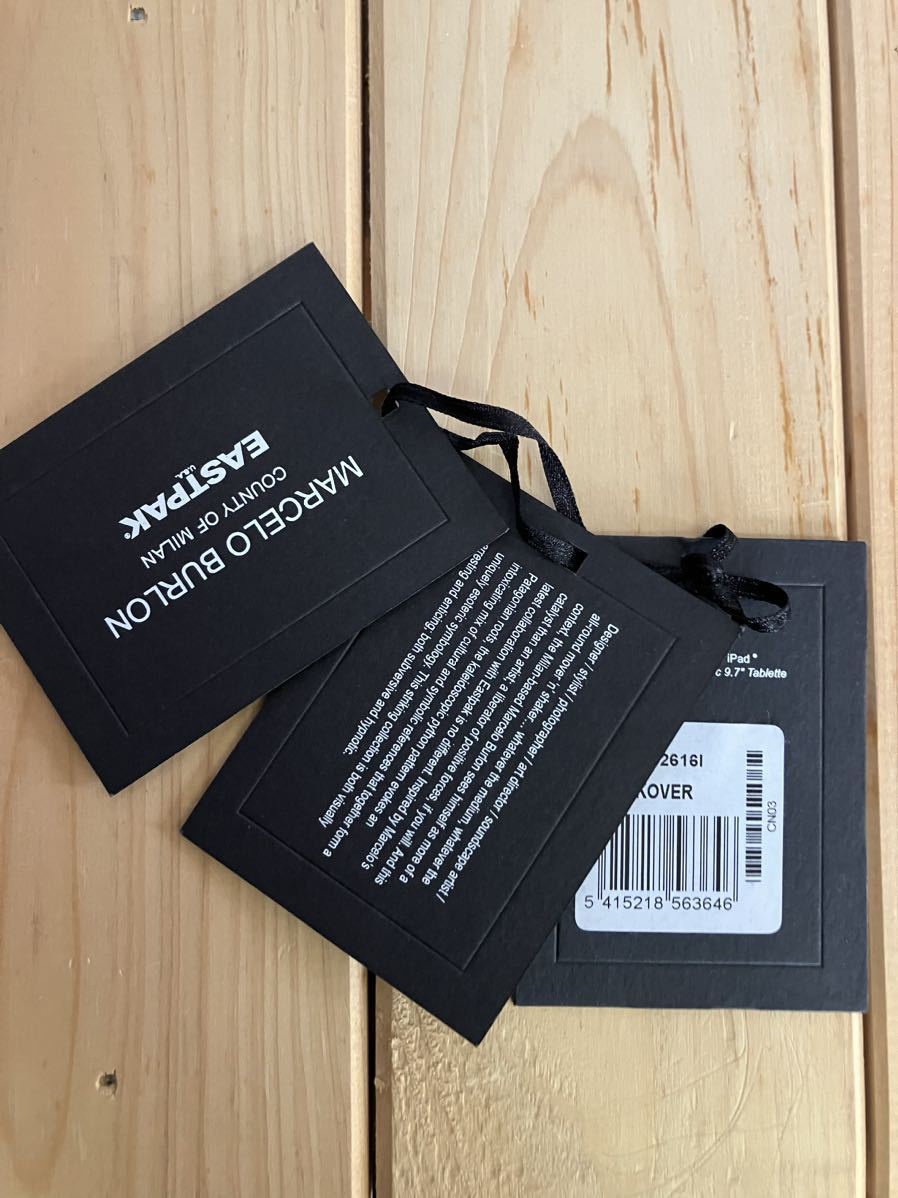 MARCELO BURLON
COUNTY OF MILAN
EASTPAK®
U.S.A.
Designer / stylist / photographer / art director / soundscape artist /
all-round mover 'n' shaker... whatever the medium, whatever the
context, the Milan-based Marcelo Burlon sees himself as more of a
catalyst than an artist; a liberator of positive forces, if you will. And this
latest collaboration with Eastpak is no different. Inspired by Marcelo's
Patagonian roots, the kaleidoscopic python pattern evokes an
intoxicating mix of cultural and symbolic references that together form a
uniquely esoteric symbology. This striking collection is both visually
arresting and enticing, both subversive and hypnotic.
iPad®
c 9.7" Tablette
2616I
KOVER
CN03
5 415218 563646